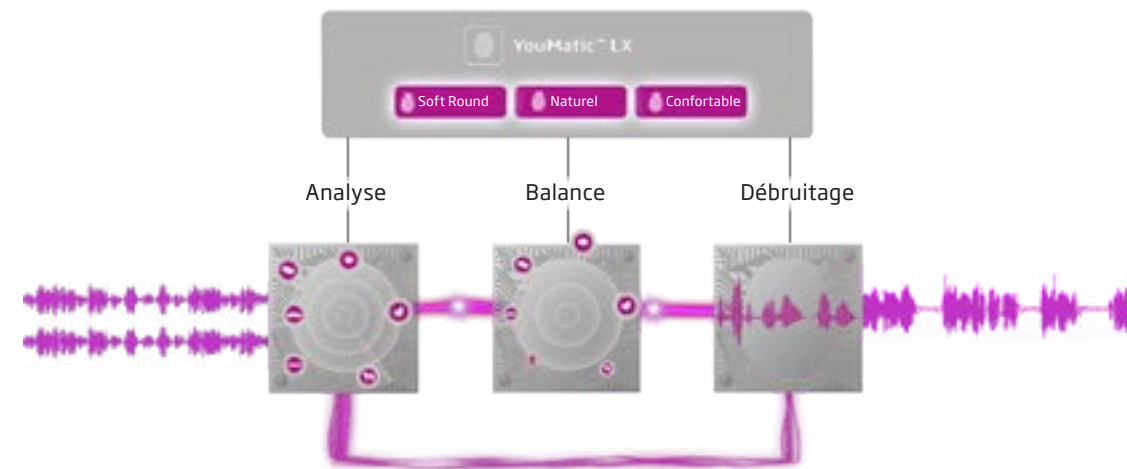 YouMatic™ LX
Soft Round
Naturel
Confortable
Analyse
Balance
Débruitage